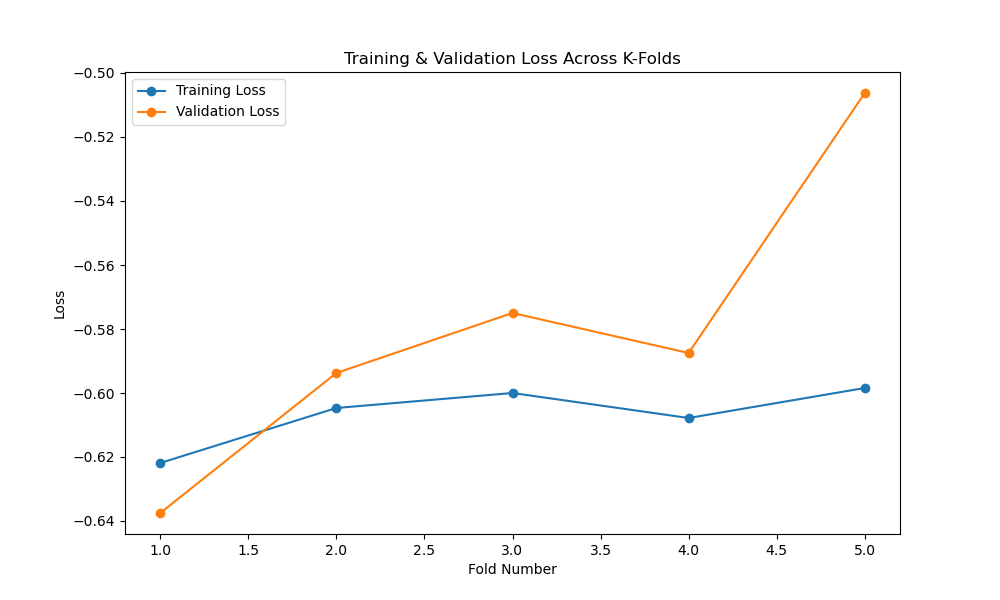 Training & Validation Loss Across K-Folds
Training Loss
Validation Loss
Loss
−0.50
−0.52
−0.54
−0.56
−0.58
−0.60
−0.62
−0.64
1.0 1.5 2.0 2.5 3.0 3.5 4.0 4.5 5.0
Fold Number